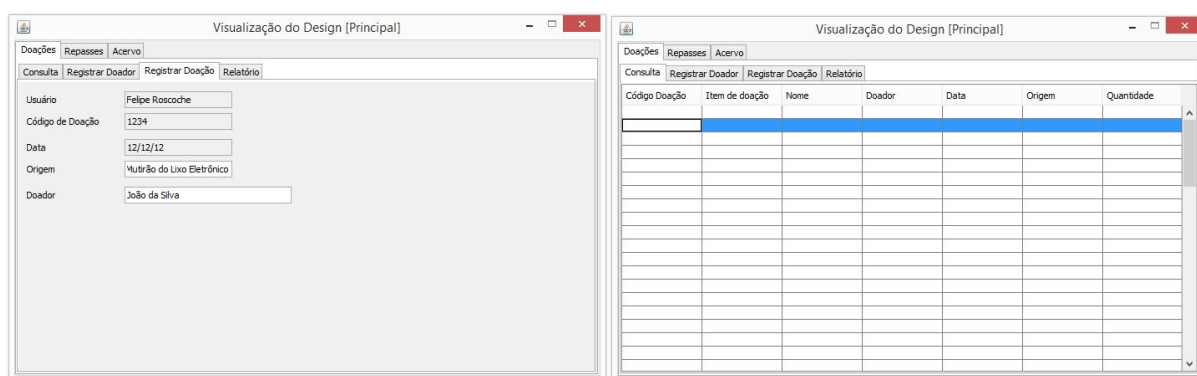 Visualização do Design [Principal]
Doações Repasses Acervo
Consulta Registrar Doador Registrar Doação Relatório
Usuário Felipe Roscoche
Código de Doação 1234
Data 12/12/12
Origem Mutirão do Lixo Eletrônico
Doador João da Silva
Visualização do Design [Principal]
Doações Repasses Acervo
Consulta Registrar Doador Registrar Doação Relatório
Código Doação Item de doação Nome Doador Data Origem Quantidade